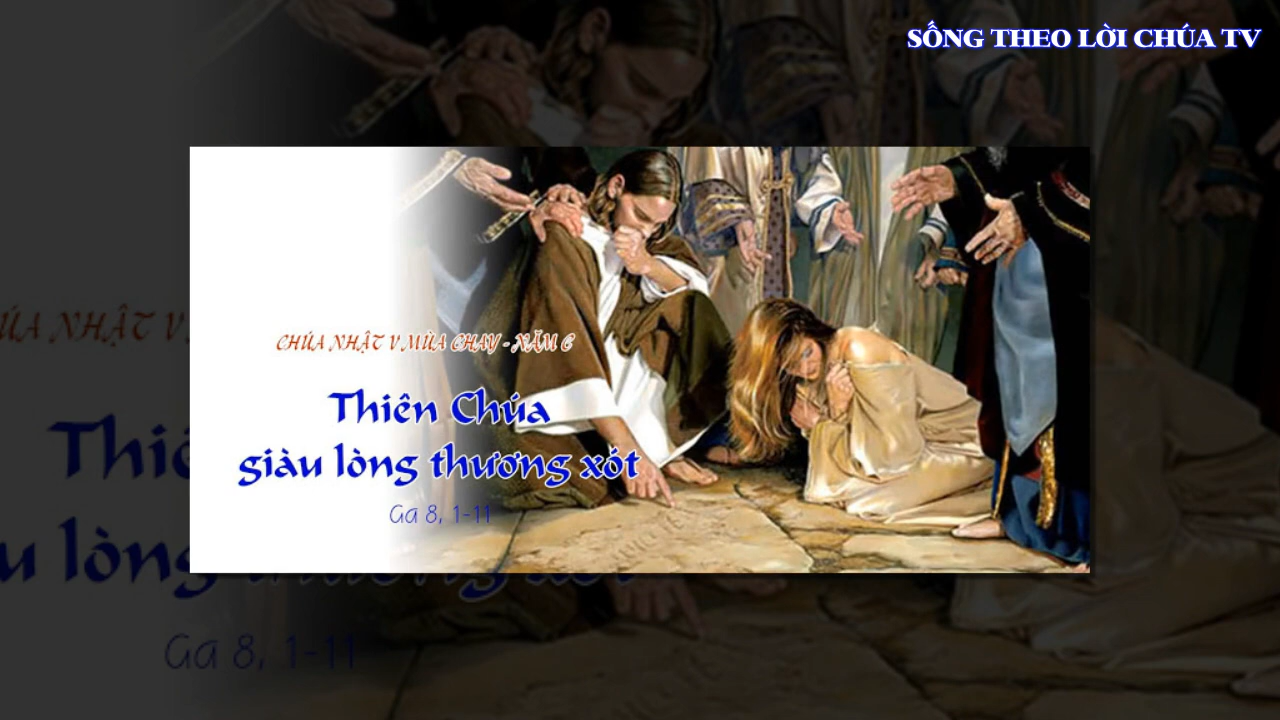 SỐNG THEO LỜI CHÚA TV
CHÚA NHẬT V MÙA CHAY - NĂM C
Thiên Chúa
giàu lòng thương xót
Ga 8, 1-11